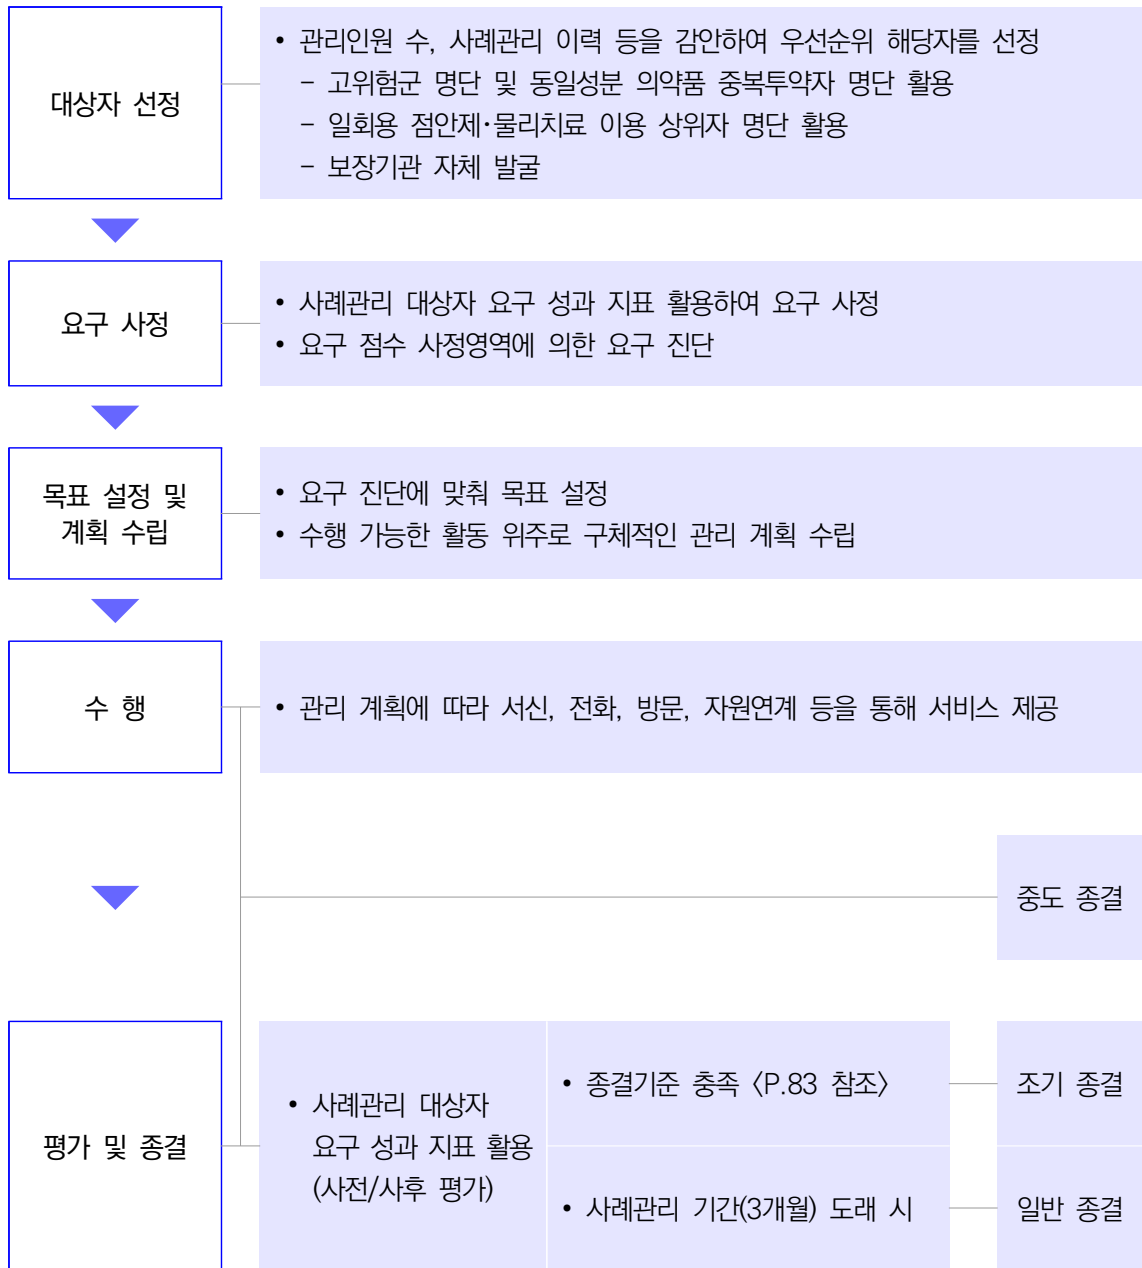 대상자 선정
• 관리인원 수, 사례관리 이력 등을 감안하여 우선순위 해당자를 선정
– 고위험군 명단 및 동일성분 의약품 중복투약자 명단 활용
– 일회용 점안제·물리치료 이용 상위자 명단 활용
– 보장기관 자체 발굴
요구 사정
• 사례관리 대상자 요구 성과 지표 활용하여 요구 사정
• 요구 점수 사정영역에 의한 요구 진단
목표 설정 및
계획 수립
• 요구 진단에 맞춰 목표 설정
• 수행 가능한 활동 위주로 구체적인 관리 계획 수립
수 행
• 관리 계획에 따라 서신, 전화, 방문, 자원연계 등을 통해 서비스 제공
중도 종결
평가 및 종결
• 사례관리 대상자
요구 성과 지표 활용
(사전/사후 평가)
• 종결기준 충족 〈P.83 참조〉
조기 종결
• 사례관리 기간(3개월) 도래 시
일반 종결